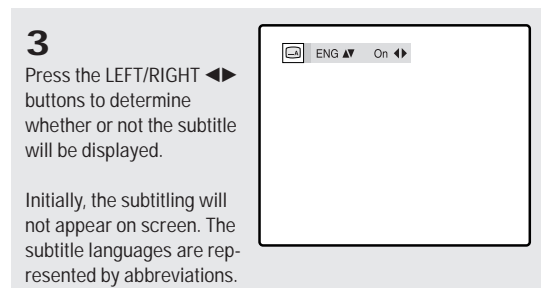 3
Press the LEFT/RIGHT ◀▶
buttons to determine
whether or not the subtitle
will be displayed.
Initially, the subtitling will
not appear on screen. The
subtitle languages are rep-
resented by abbreviations.
A ENG ▲▼ On ◀▶